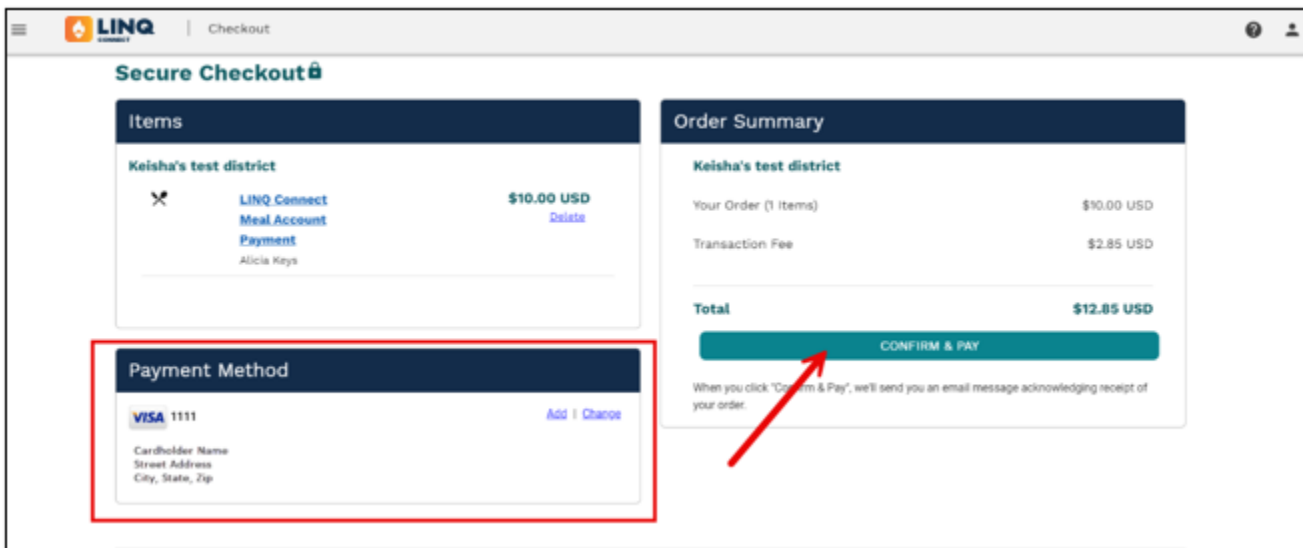 LINQ
CONNECT
Checkout
Secure Checkout
Items
Keisha's test district
LINQ Connect
Meal Account
Payment
Alicia Keys
$10.00 USD
Delete
Payment Method
VISA 1111
Add | Change
Cardholder Name
Street Address
City, State, Zip
Order Summary
Keisha's test district
Your Order (1 Items) $10.00 USD
Transaction Fee $2.85 USD
Total $12.85 USD
CONFIRM & PAY
When you click "Confirm & Pay", we'll send you an email message acknowledging receipt of
your order.